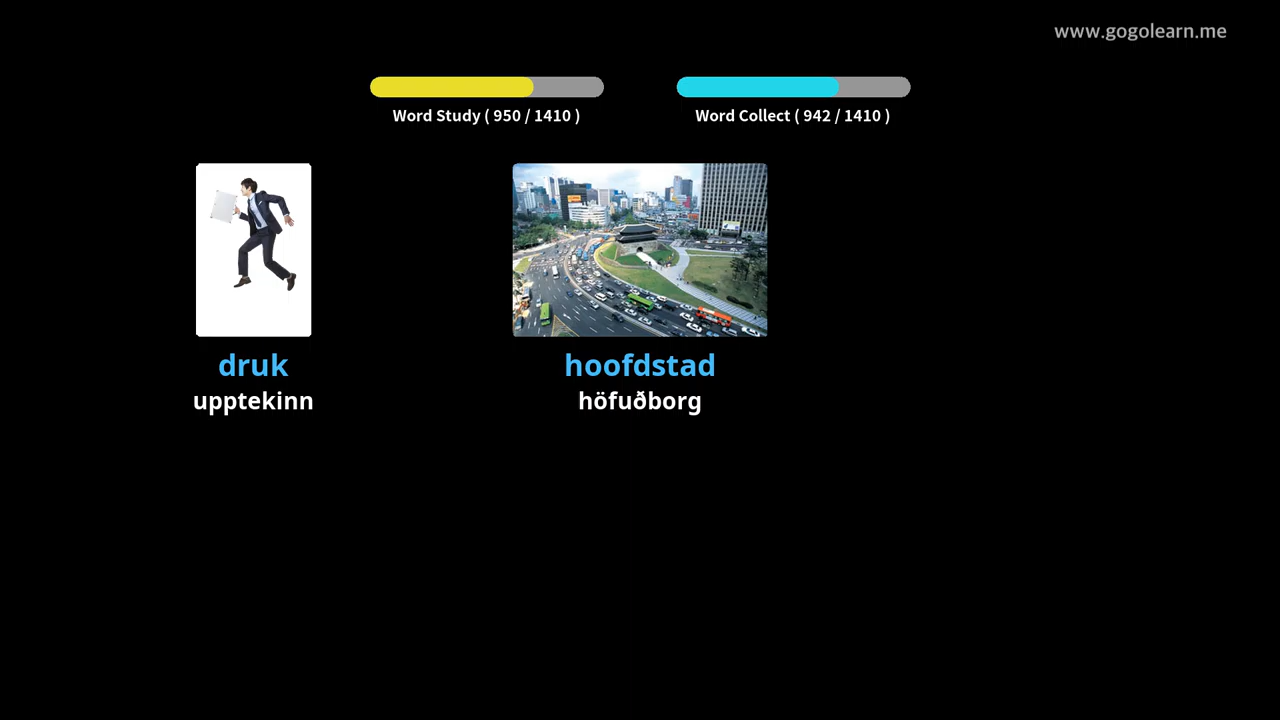 www.gogolearn.me
Word Study ( 950 / 1410 )
Word Collect ( 942 / 1410 )
druk
upptekinn
hoofdstad
höfuðborg